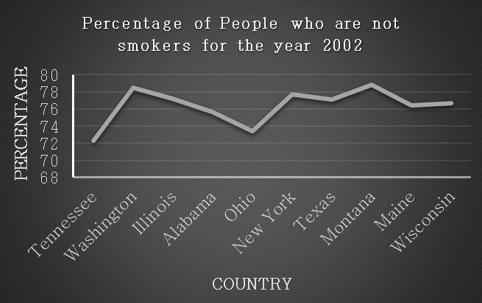 Percentage of People who are not
smokers for the year 2002
PERCENTAGE
80
78
76
74
72
70
68
Tennessee
Washington
Illinois
Alabama
Ohio
New York
Texas
Montana
Maine
Wisconsin
COUNTRY